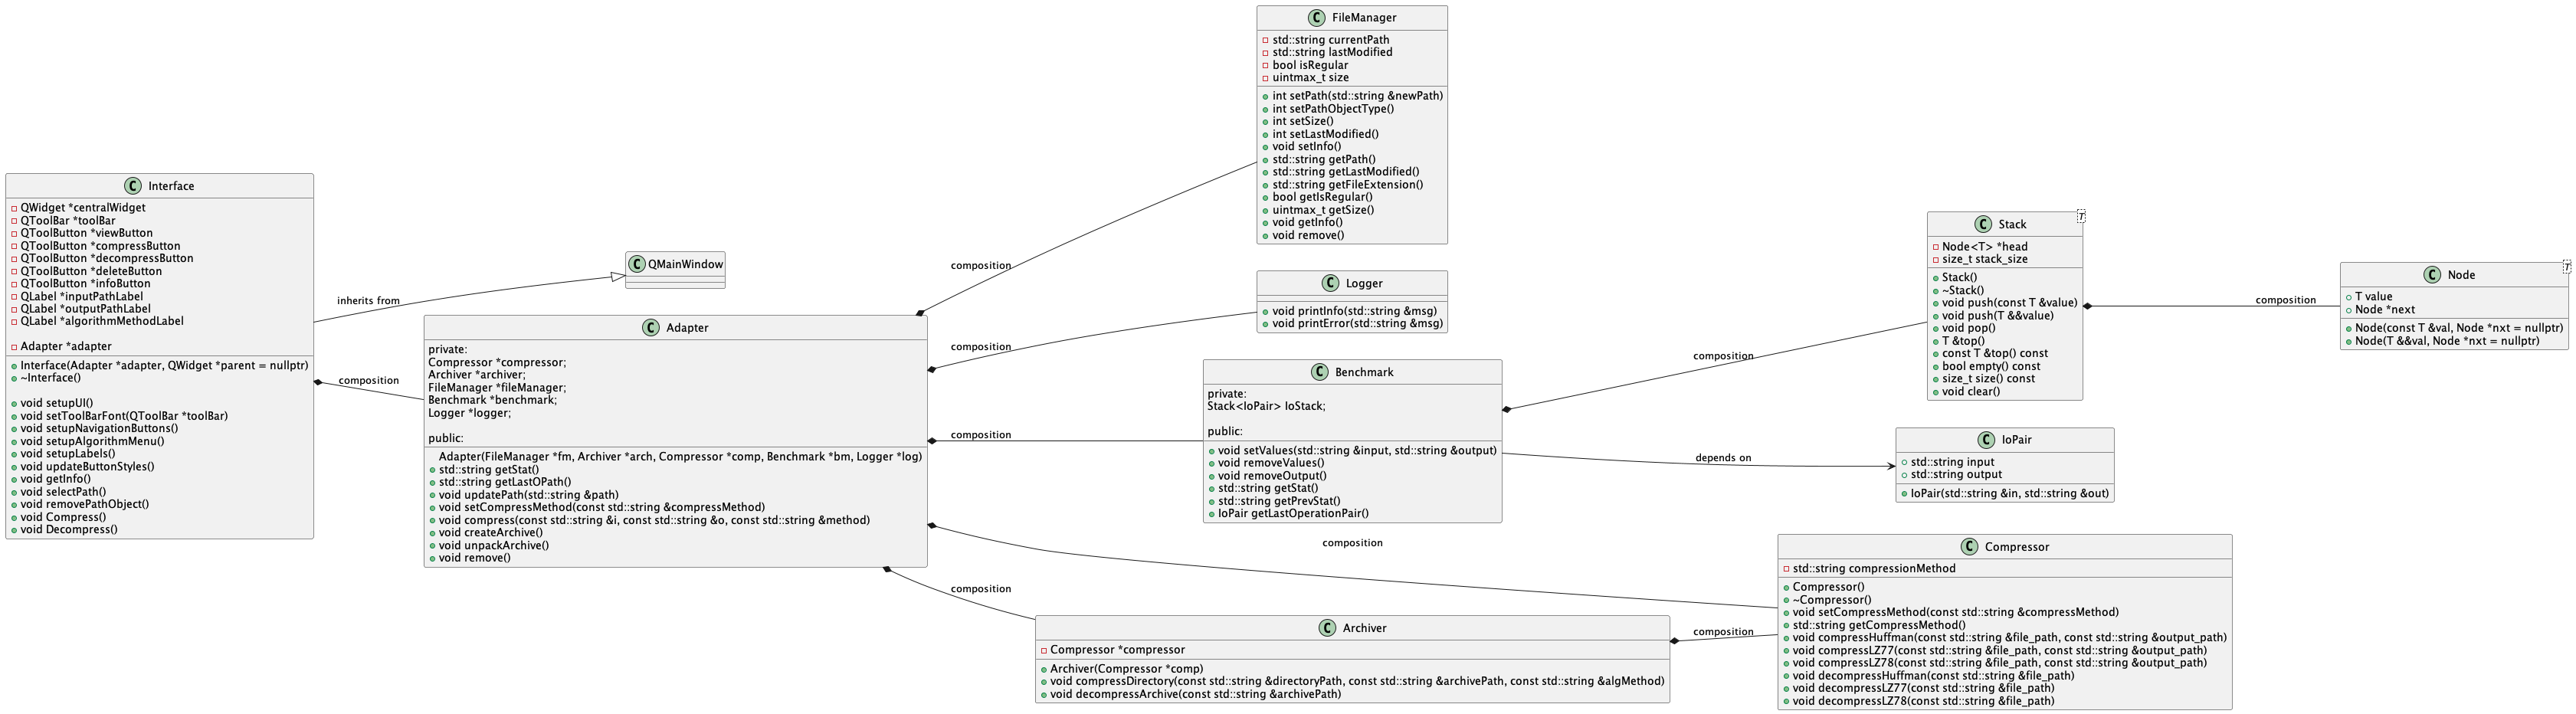 C Interface
QWidget *centralWidget
QToolBar *toolBar
QToolButton *viewButton
QToolButton *compressButton
QToolButton *decompressButton
QToolButton *deleteButton
QToolButton *infoButton
QLabel *inputPathLabel
QLabel *outputPathLabel
QLabel *algorithmMethodLabel
Adapter *adapter
Interface(Adapter *adapter, QWidget *parent = nullptr)
~Interface()
void setupUI()
void setToolBarFont(QToolBar *toolBar)
void setupNavigationButtons()
void setupAlgorithmMenu()
void setupLabels()
void updateButtonStyles()
void getInfo()
void selectPath()
void removePathObject()
void Compress()
void Decompress()
inherits from
composition
C QMainWindow
C Adapter
private:
Compressor *compressor;
Archiver *archiver;
FileManager *fileManager;
Benchmark *benchmark;
Logger *logger;
public:
Adapter(FileManager *fm, Archiver *arch, Compressor *comp, Benchmark *bm, Logger *log)
std::string getStat()
std::string getLastOPath()
void updatePath(std::string &path)
void setCompressMethod(const std::string &compressMethod)
void compress(const std::string &i, const std::string &o, const std::string &method)
void createArchive()
void unpackArchive()
void remove()
composition
composition
composition
composition
composition
C FileManager
std::string currentPath
std::string lastModified
bool isRegular
uintmax_t size
int setPath(std::string &newPath)
int setPathObjectType()
int setSize()
int setLastModified()
void setInfo()
std::string getPath()
std::string getLastModified()
std::string getFileExtension()
bool getIsRegular()
uintmax_t getSize()
void getInfo()
void remove()
C Logger
void printInfo(std::string &msg)
void printError(std::string &msg)
C Benchmark
private:
Stack<IoPair> IoStack;
public:
void setValues(std::string &input, std::string &output)
void removeValues()
void removeOutput()
std::string getStat()
std::string getPrevStat()
IoPair getLastOperationPair()
C Archiver
Compressor *compressor
Archiver(Compressor *comp)
void compressDirectory(const std::string &directoryPath, const std::string &archivePath, const std::string &algMethod)
void decompressArchive(const std::string &archivePath)
composition
depends on
composition
C Stack T
Node<T> *head
size_t stack_size
Stack()
~Stack()
void push(const T &value)
void push(T &&value)
void pop()
T &top()
const T &top() const
bool empty() const
size_t size() const
void clear()
C IoPair
std::string input
std::string output
IoPair(std::string &in, std::string &out)
C Compressor
std::string compressionMethod
Compressor()
~Compressor()
void setCompressMethod(const std::string &compressMethod)
std::string getCompressMethod()
void compressHuffman(const std::string &file_path, const std::string &output_path)
void compressLZ77(const std::string &file_path, const std::string &output_path)
void compressLZ78(const std::string &file_path, const std::string &output_path)
void decompressHuffman(const std::string &file_path)
void decompressLZ77(const std::string &file_path)
void decompressLZ78(const std::string &file_path)
composition
C Node T
T value
Node *next
Node(const T &val, Node *nxt = nullptr)
Node(T &&val, Node *nxt = nullptr)